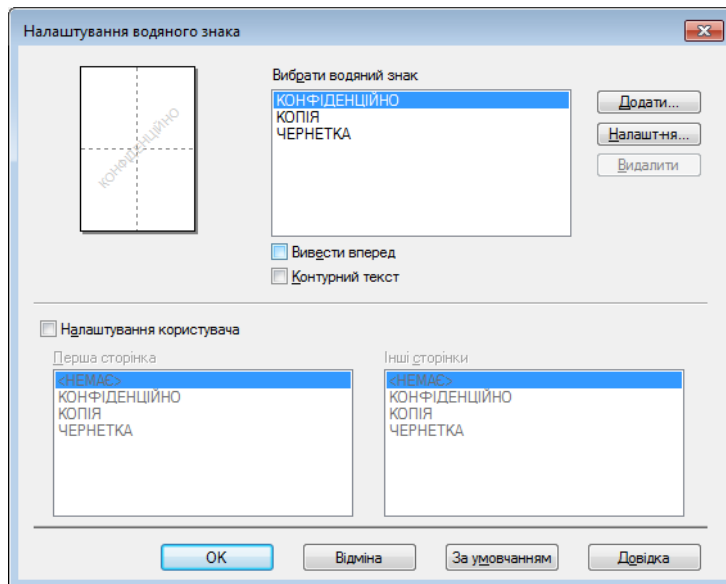 Налаштування водяного знака
Вибрати водяний знак
КОНФІДЕНЦІЙНО
КОПІЯ
ЧЕРНЕТКА
Додати...
Налашт-ня...
Видалити
КОНФІДЕНЦІЙНО
Вивести вперед
Контурний текст
Налаштування користувача
Перша сторінка
<НЕМАЄ>
КОНФІДЕНЦІЙНО
КОПІЯ
ЧЕРНЕТКА
Інші сторінки
<НЕМАЄ>
КОНФІДЕНЦІЙНО
КОПІЯ
ЧЕРНЕТКА
OK
Відміна
За умовчанням
Довідка